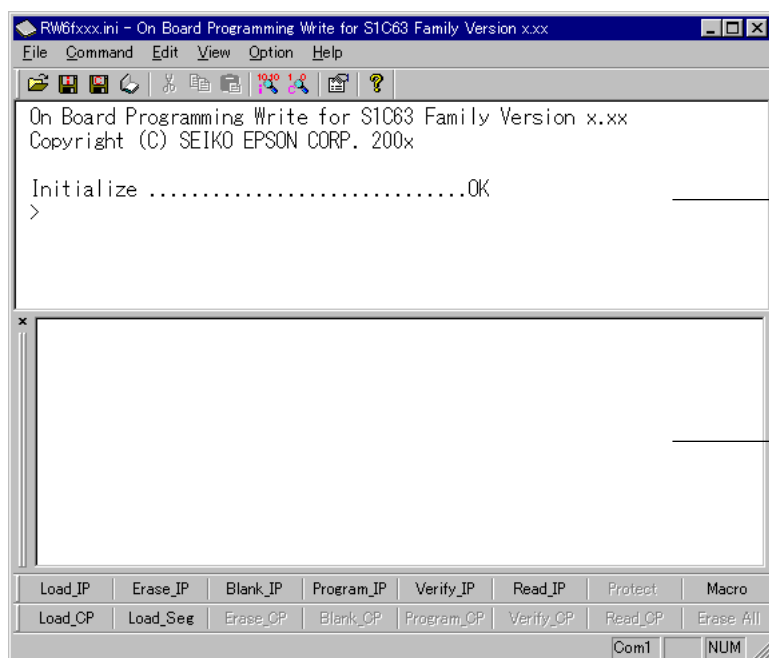 RW6fxxx.ini - On Board Programming Write for S1C63 Family Version x.xx
File Command Edit View Option Help
On Board Programming Write for S1C63 Family Version x.xx
Copyright (C) SEIKO EPSON CORP. 200x
Initialize ..............................OK
>
Load_IP Erase_IP Blank_IP Program_IP Verify_IP Read_IP Protect Macro
Load_CP Load_Seg Erase_CP Blank_CP Program_CP Verify_CP Read_CP Erase All
Com1 NUM